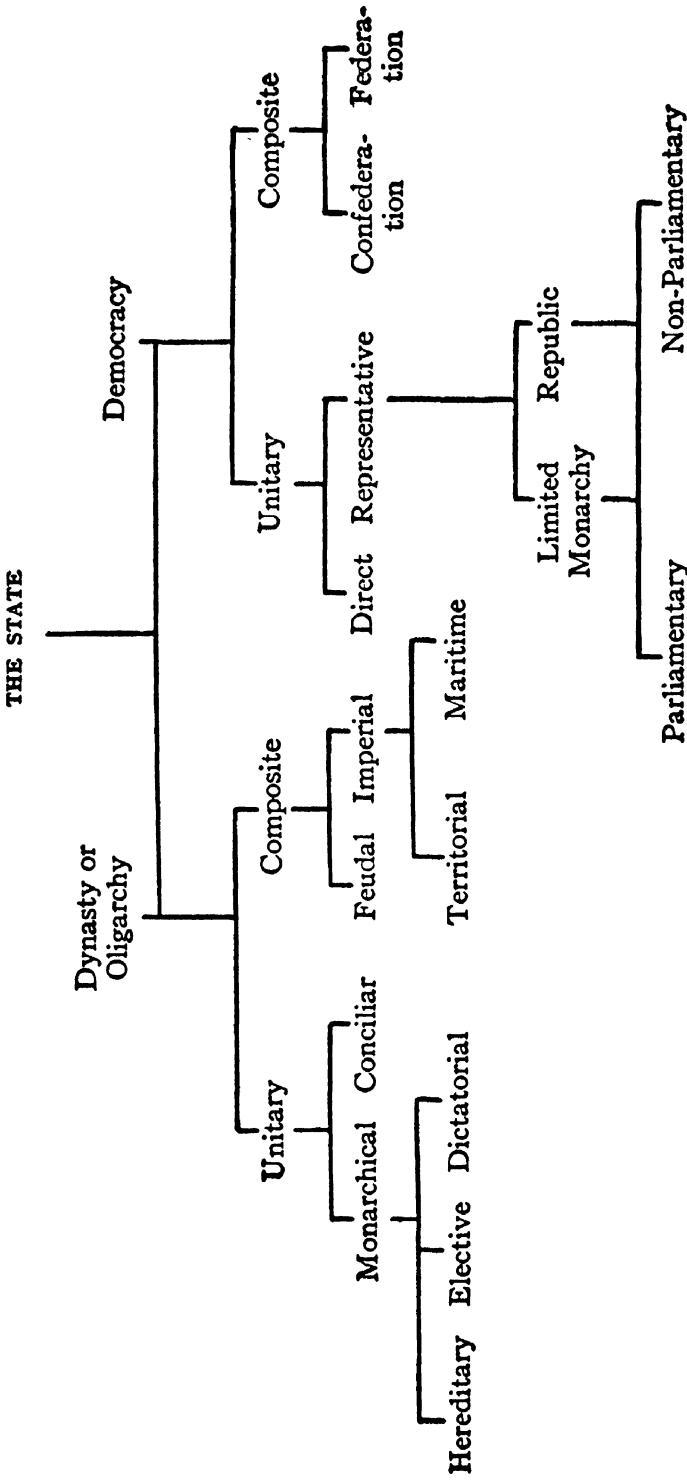 THE STATE
Dynasty or
Oligarchy
Democracy
Unitary
Composite
Unitary
Composite
Monarchical
Conciliar
Feudal
Imperial
Direct
Representative
Confedera-
tion
Federa-
tion
Hereditary
Elective
Dictatorial
Territorial
Maritime
Limited
Monarchy
Republic
Parliamentary
Non-Parliamentary